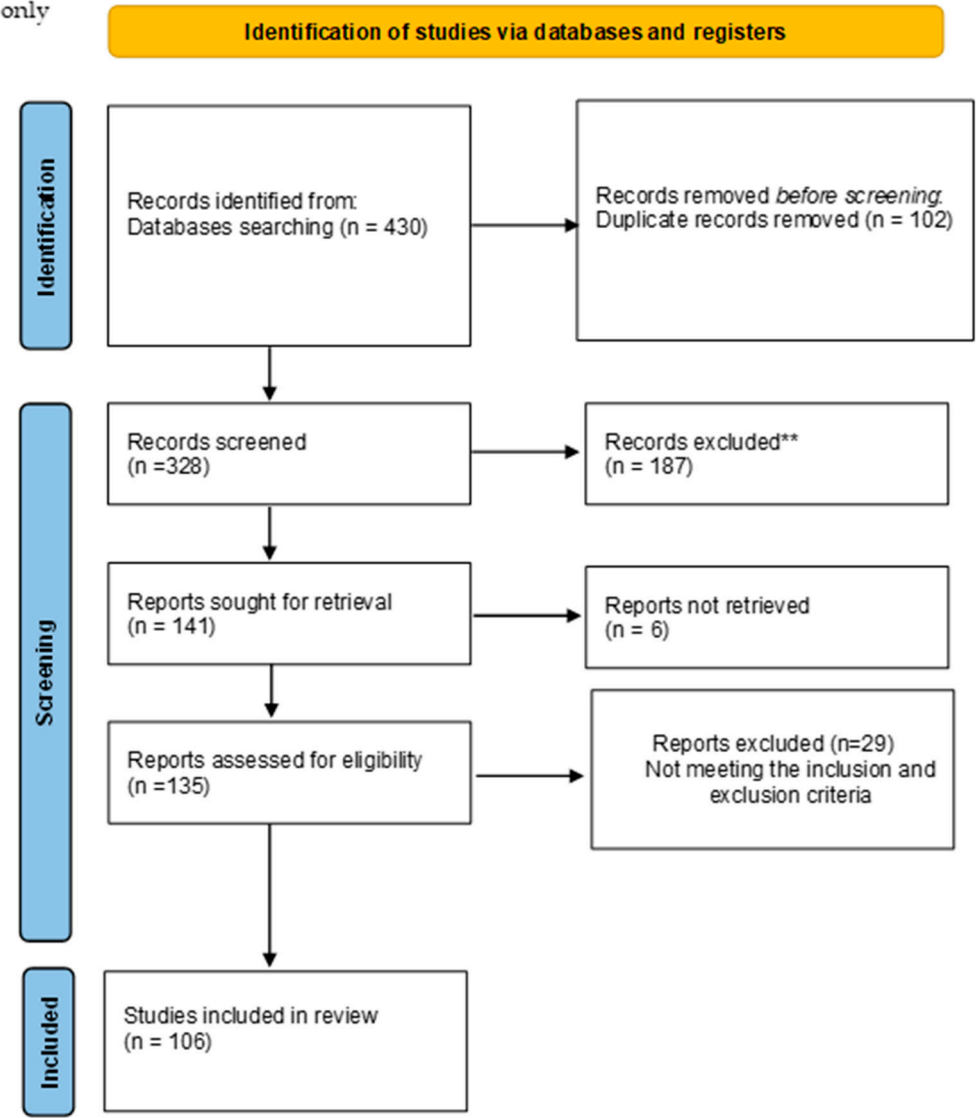 only
Identification of studies via databases and registers
Identification
Records identified from:
Databases searching (n = 430)
Records removed before screening:
Duplicate records removed (n = 102)
Screening
Records screened
(n =328)
Records excluded**
(n = 187)
Reports sought for retrieval
(n = 141)
Reports not retrieved
(n = 6)
Reports assessed for eligibility
(n =135)
Reports excluded (n=29)
Not meeting the inclusion and
exclusion criteria
Included
Studies included in review
(n = 106)